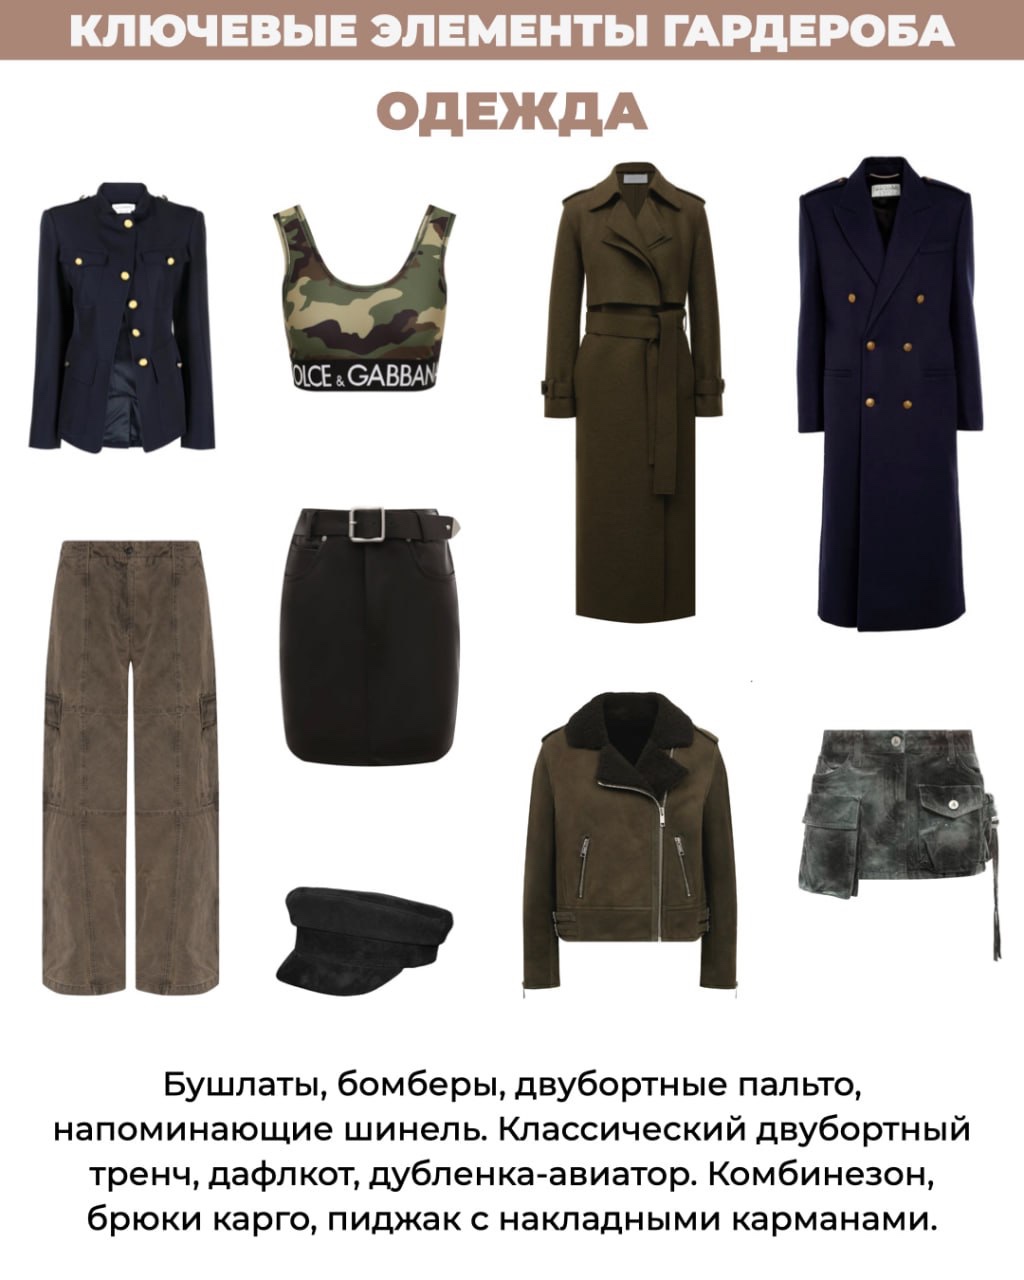 КЛЮЧЕВЫЕ ЭЛЕМЕНТЫ ГАРДЕРОБА
ОДЕЖДА
OLCE & GABBAN
Бушлаты, бомберы, двубортные пальто,
напоминающие шинель. Классический двубортный
тренч, дафлкот, дубленка-авиатор. Комбинезон,
брюки карго, пиджак с накладными карманами.